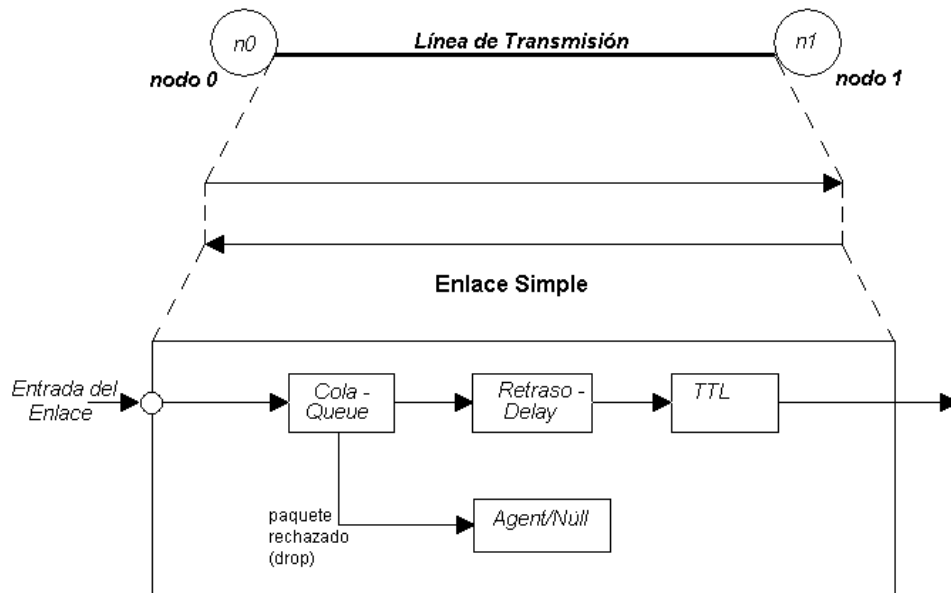 n0
Línea de Transmisión
n1
nodo 0
nodo 1
Enlace Simple
Entrada del
Enlace
Cola -
Queue
Retraso -
Delay
TTL
paquete
rechazado
(drop)
Agent/Núll